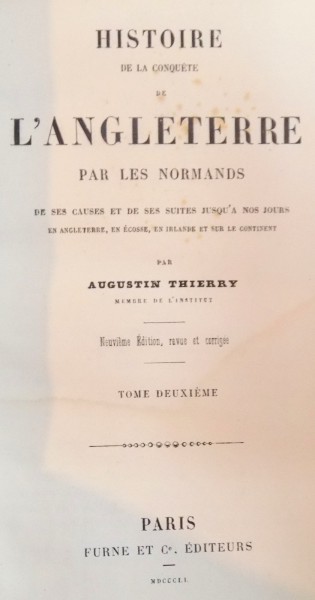 HISTOIRE
DE LA CONQUÊTE
DE
L'ANGLETERRE
PAR LES NORMANDS
DE SES CAUSES ET DE SES SUITES JUSQU'A NOS JOURS
EN ANGLETERRE, EN ÉCOSSE, EN IRLANDE ET SUR LE CONTINENT
PAR
AUGUSTIN THIERRY
MEMBRE DE L'INSTITUT
Neuvième Édition, revue et corrigée
TOME DEUXIÉME
PARIS
FURNE ET Ce, ÉDITEURS
MDCCCLI